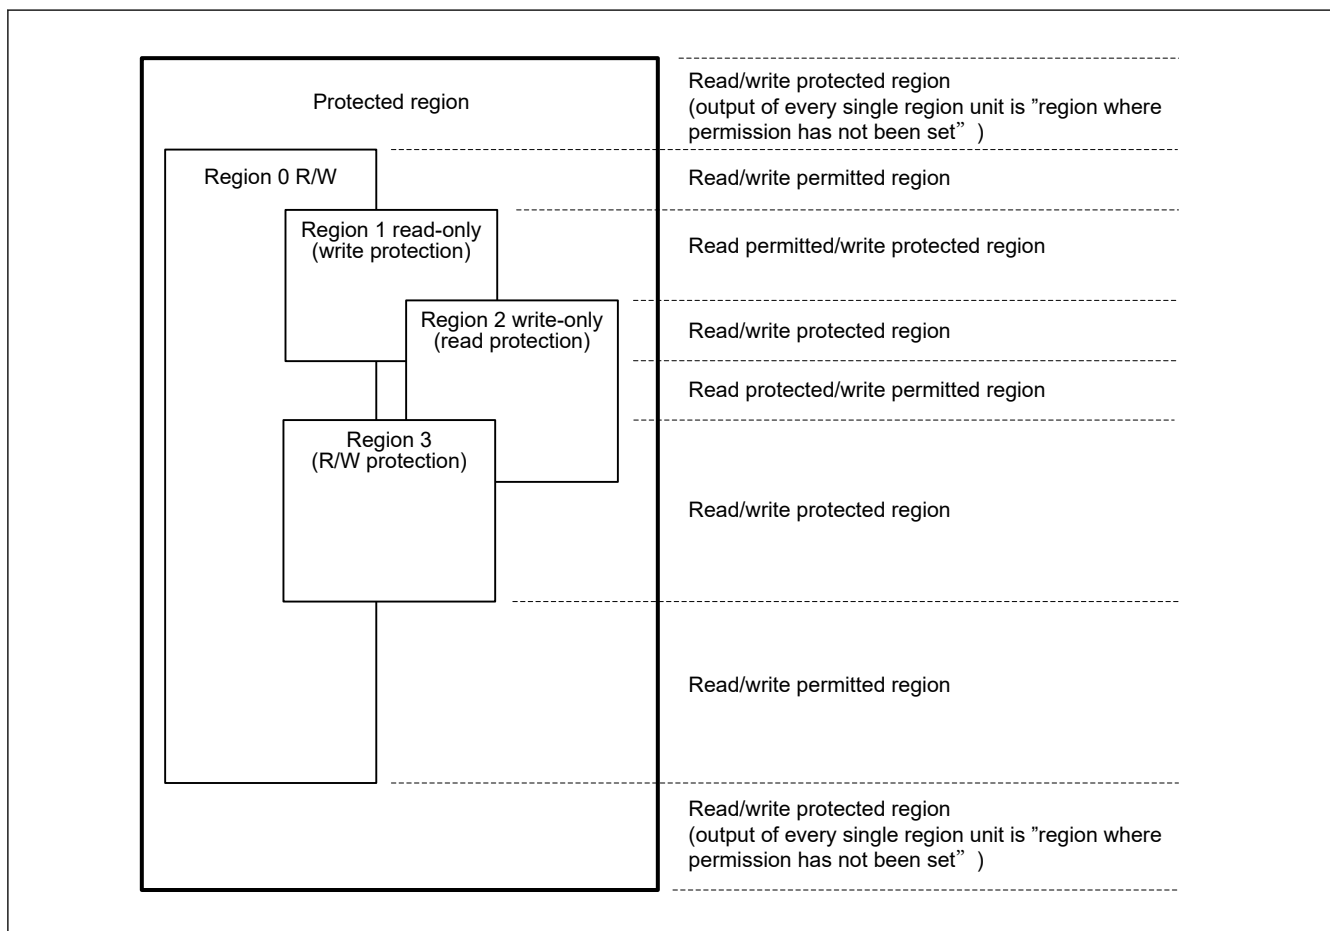 Protected region
Read/write protected region
(output of every single region unit is ”region where
permission has not been set” )
Region 0 R/W
Read/write permitted region
Region 1 read-only
(write protection)
Read permitted/write protected region
Region 2 write-only
(read protection)
Read/write protected region
Read protected/write permitted region
Region 3
(R/W protection)
Read/write protected region
Read/write permitted region
Read/write protected region
(output of every single region unit is ”region where
permission has not been set” )